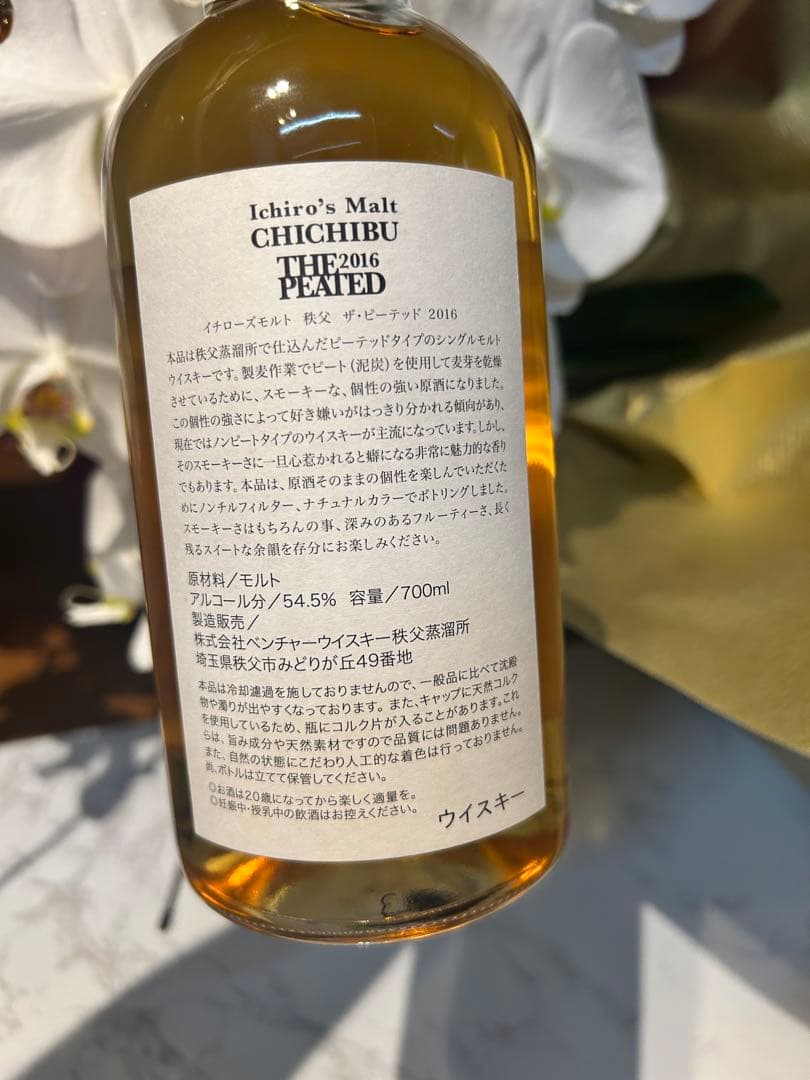 Ichiro's Malt
CHICHIBU
THE 2016
PEATED
イチローズモルト 秩父 ザ・ピーテッド 2016
本品は秩父蒸溜所で仕込んだピーテッドタイプのシングルモルト
ウイスキーです。製麦作業でピート(泥炭)を使用して麦芽を乾燥
させているために、スモーキーな、個性の強い原酒になりました。
この個性の強さによって好き嫌いがはっきり分かれる傾向があり、
現在ではノンピートタイプのウイスキーが主流になっています。しかし、
そのスモーキーさに一旦心惹かれると癖になる非常に魅力的な香り
でもあります。本品は、原酒そのままの個性を楽しんでいただくた
めにノンチルフィルター、ナチュナルカラーでボトリングしました。
スモーキーさはもちろんの事、深みのあるフルーティーさ、長く
残るスイートな余韻を存分にお楽しみください。
原材料/モルト
アルコール分/54.5% 容量/700ml
製造販売/
株式会社ベンチャーウイスキー秩父蒸溜所
埼玉県秩父市みどりが丘49番地
本品は冷却濾過を施しておりませんので、一般品に比べて沈殿
物や濁りが出やすくなっております。また、キャップに天然コルク
を使用しているため、瓶にコルク片が入ることがあります。これ
らは、旨み成分や天然素材ですので品質には問題ありません。
また、自然の状態にこだわり人工的な着色は行っておりません。
尚、ボトルは立てて保管してください。
◎お酒は20歳になってから楽しく適量を。
◎妊娠中・授乳中の飲酒はお控えください。
ウイスキー